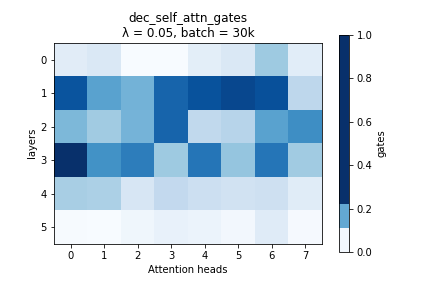 dec_self_attn_gates
λ = 0.05, batch = 30k
layers
0
1
2
3
4
5
0 1 2 3 4 5 6 7
Attention heads
1.0
0.8
0.6
0.4
0.2
0.0
gates